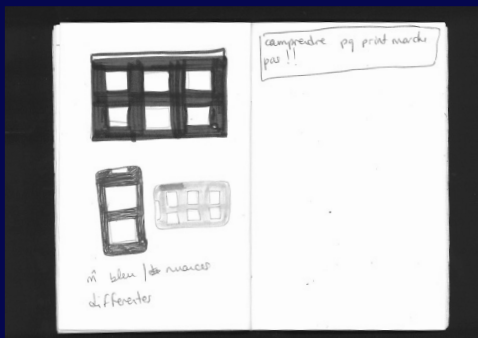 m̂ bleu / de nuances
différentes
comprendre pq print marche
pas !!